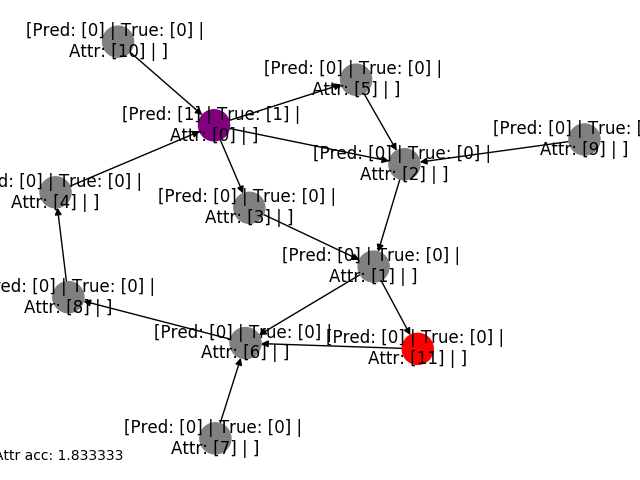 [Pred: [0] | True: [0] |
Attr: [10] | ]
[Pred: [0] | True: [0] |
Attr: [5] | ]
[Pred: [1] | True: [1] |
Attr: [0] | ]
[Pred: [0] | True: [
Attr: [9] | ]
[Pred: [0] | True: [0] |
Attr: [2] | ]
d: [0] | True: [0] |
Attr: [4] | ]
[Pred: [0] | True: [0] |
Attr: [3] | ]
[Pred: [0] | True: [0] |
Attr: [1] | ]
red: [0] | True: [0] |
Attr: [8] | ]
[Pred: [0] | True: [0] |
Attr: [6] | ]
[Pred: [0] | True: [0] |
Attr: [11] | ]
[Pred: [0] | True: [0] |
Attr: [7] | ]
Attr acc: 1.833333